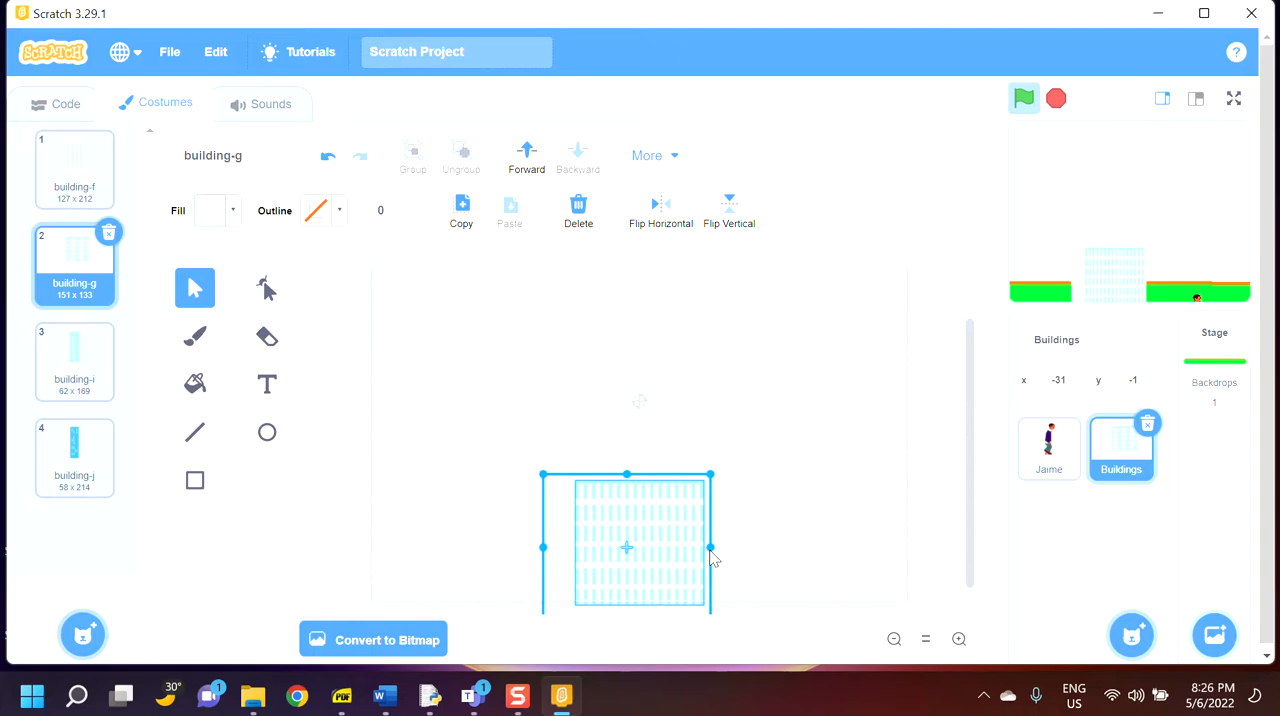 Scratch 3.29.1
SCRATCH
File
Edit
Tutorials
Scratch Project
?
Code
Costumes
Sounds
1
building-f
127 x 212
2
building-g
151 x 133
3
building-i
62 x 169
4
building-j
58 x 214
building-g
Group
Ungroup
Forward
Backward
More
Fill
Outline
0
Copy
Paste
Delete
Flip Horizontal
Flip Vertical
T
Convert to Bitmap
Buildings
x -31 y -1
Jaime
Buildings
Stage
Backdrops
1
30°
1
PDF
W
T
1
S
ENG
US
8:26 PM
5/6/2022